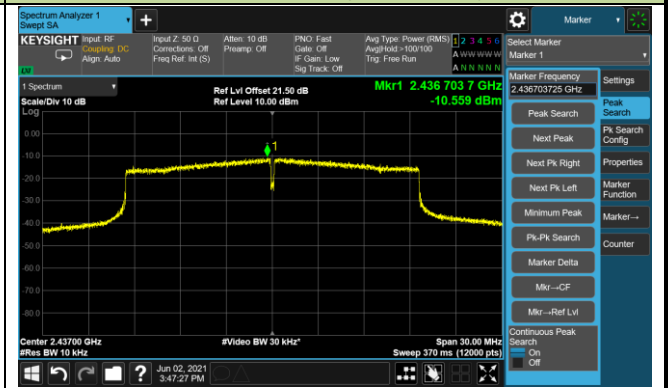 Spectrum Analyzer 1
Swept SA
+
Marker
KEYSIGHT
Input: RF
Coupling: DC
Align: Auto
Input Z: 50 Ω
Corrections: Off
Freq Ref: Int (S)
Atten: 10 dB
Preamp: Off
PNO: Fast
Gate: Off
IF Gain: Low
Sig Track: Off
Avg Type: Power (RMS)
Avg|Hold:>100/100
Trig: Free Run
1 2 3 4 5 6
A W W W W W
A N N N N N
LXI
Select Marker
Marker 1
1 Spectrum
Scale/Div 10 dB
Log
Ref Lvl Offset 21.50 dB
Ref Level 10.00 dBm
Mkr1 2.436 703 7 GHz
-10.559 dBm
Marker Frequency
2.436703725 GHz
Peak Search
Next Peak
Next Pk Right
Next Pk Left
Minimum Peak
Pk-Pk Search
Marker Delta
Mkr→CF
Mkr→Ref Lvl
Continuous Peak
Search
On
Off
Settings
Peak
Search
Pk Search
Config
Properties
Marker
Function
Marker→
Counter
1
0.00
-10.0
-20.0
-30.0
-40.0
-50.0
-60.0
-70.0
-80.0
Center 2.43700 GHz
#Res BW 10 kHz
#Video BW 30 kHz*
Span 30.00 MHz
Sweep 370 ms (12000 pts)
?
Jun 02, 2021
3:47:27 PM